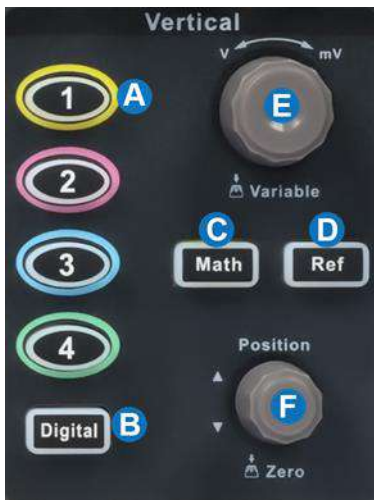 Vertical
V mV
1 A
E
2
Variable
C D
3 Math Ref
4 Position
F
Digital B
Zero